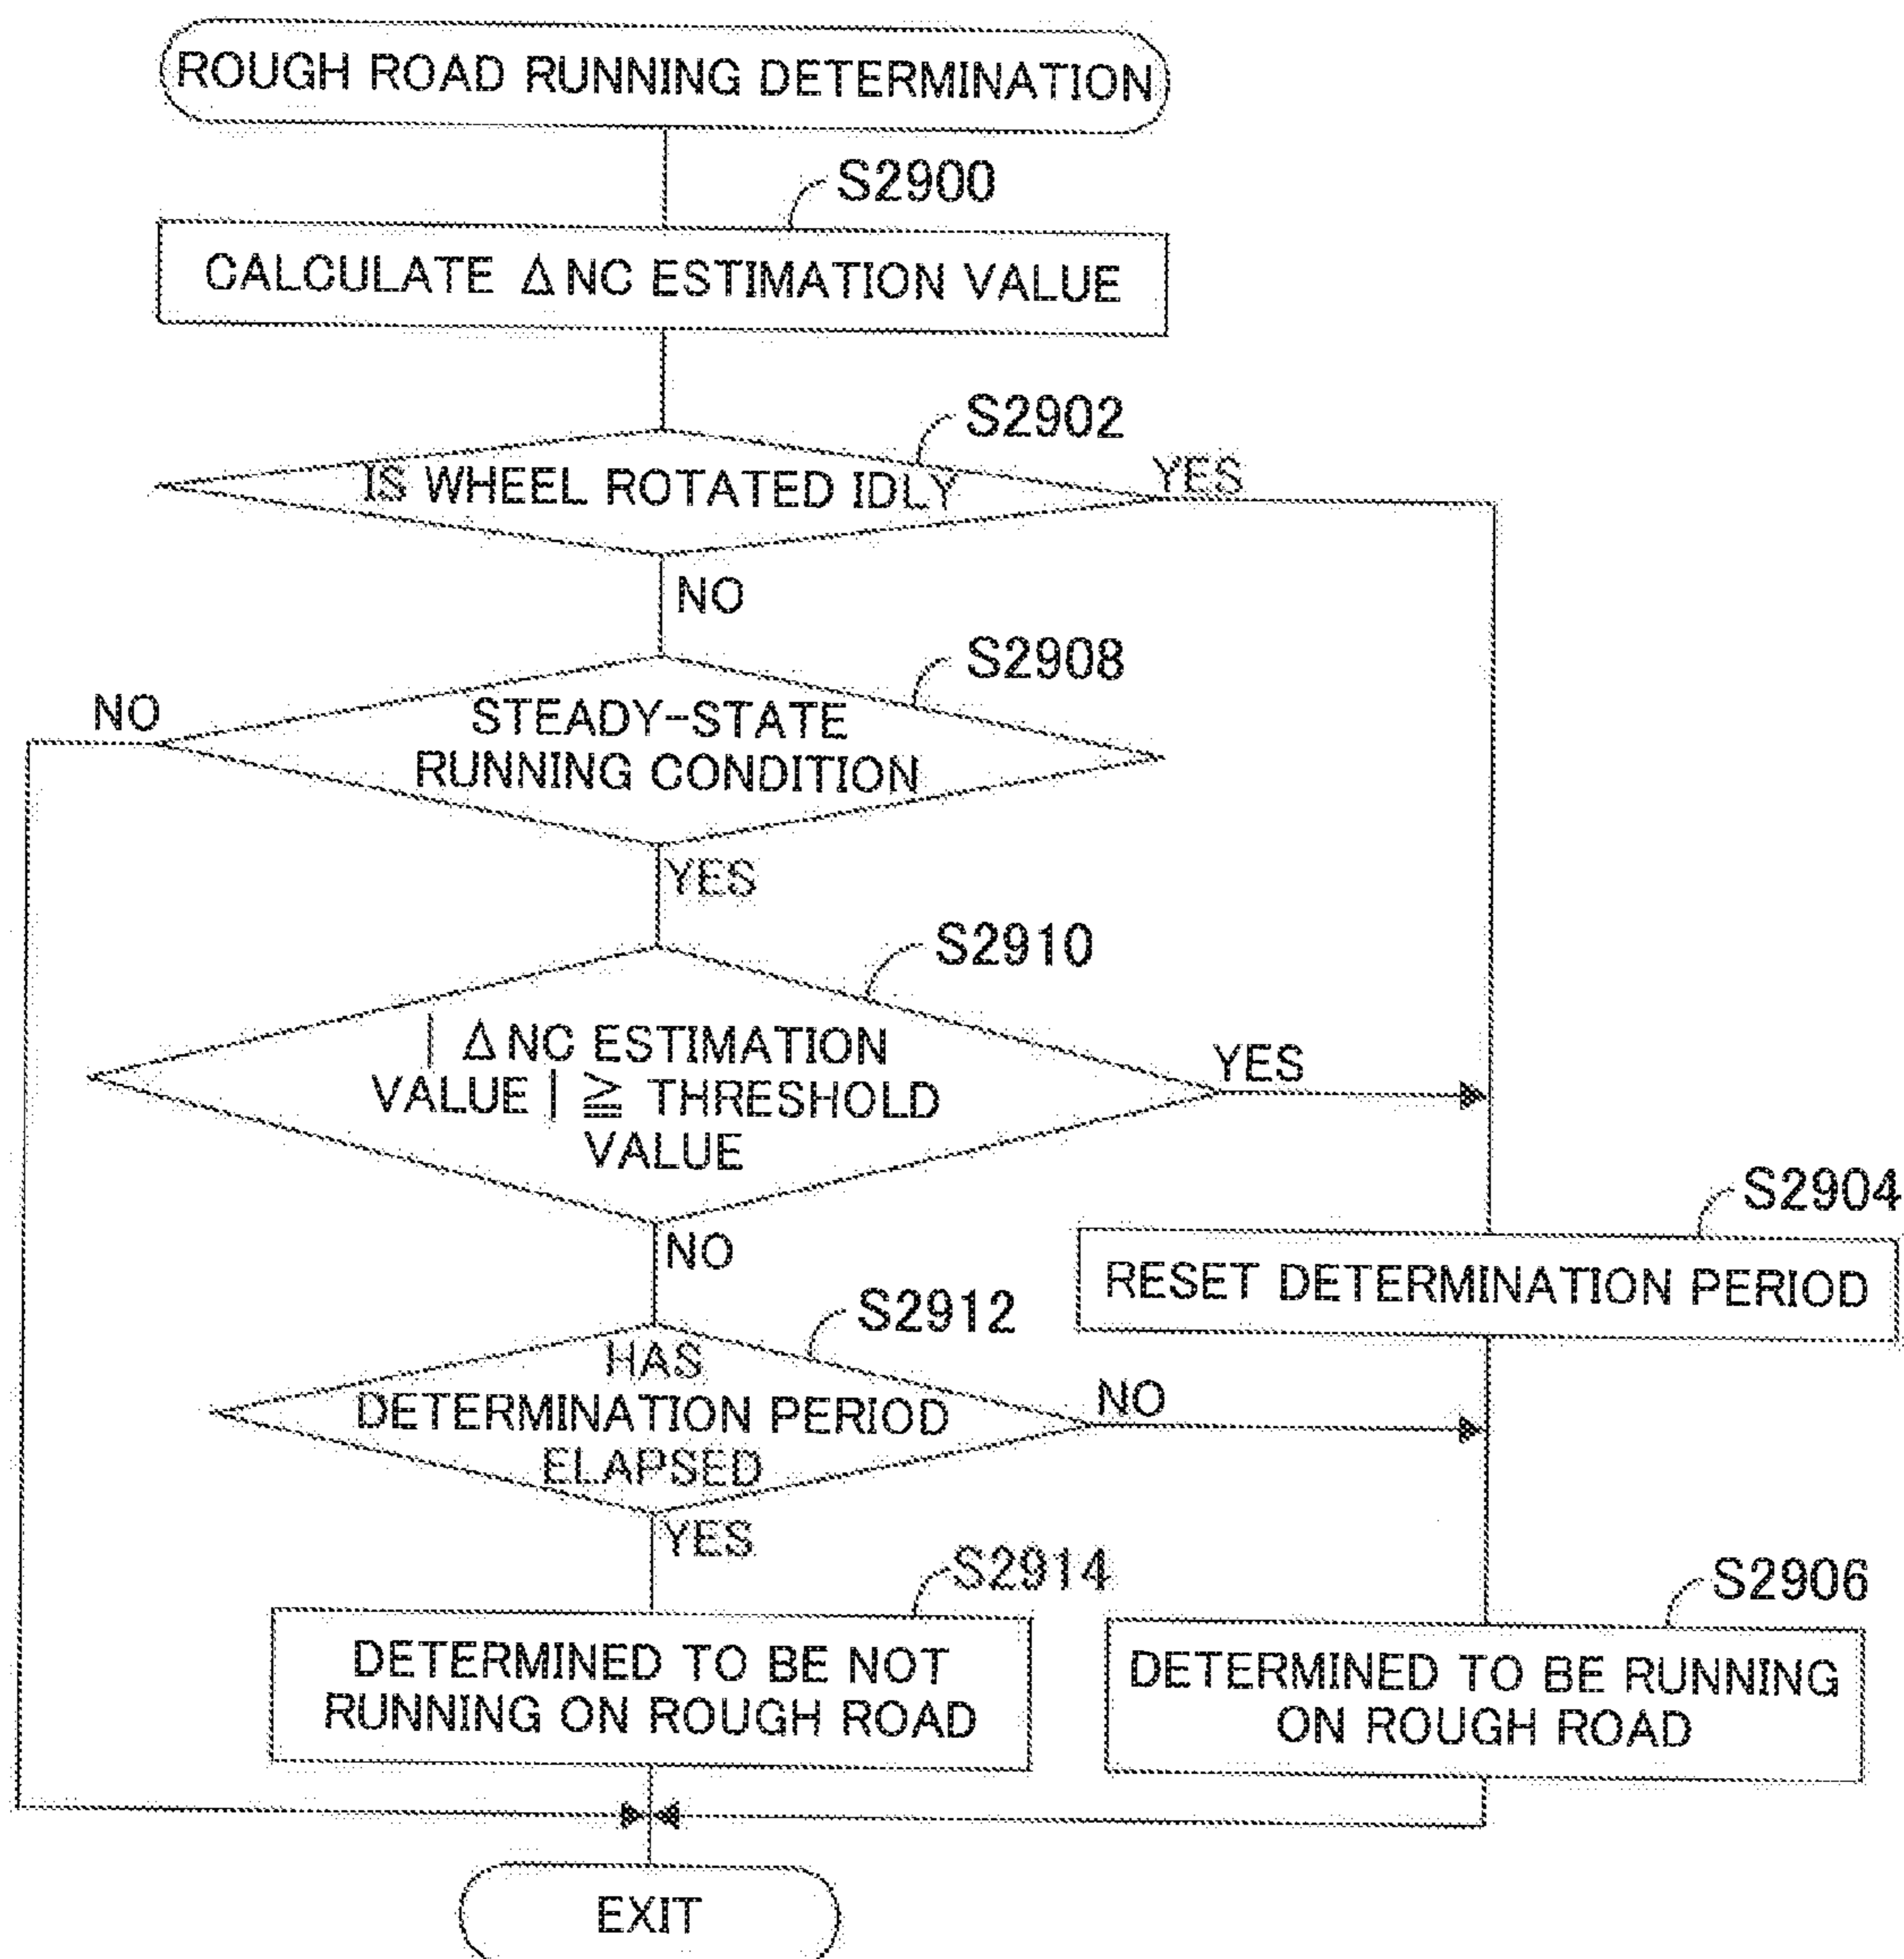 ROUGH ROAD RUNNING DETERMINATION
S2900
CALCULATE ΔNC ESTIMATION VALUE
S2902
IS WHEEL ROTATED IDLY
YES
NO
S2908
NO
STEADY-STATE
RUNNING CONDITION
YES
S2910
| ΔNC ESTIMATION
VALUE | ≧ THRESHOLD
VALUE
YES
NO
S2904
RESET DETERMINATION PERIOD
S2912
HAS
DETERMINATION PERIOD
ELAPSED
NO
YES
S2914
DETERMINED TO BE NOT
RUNNING ON ROUGH ROAD
S2906
DETERMINED TO BE RUNNING
ON ROUGH ROAD
EXIT